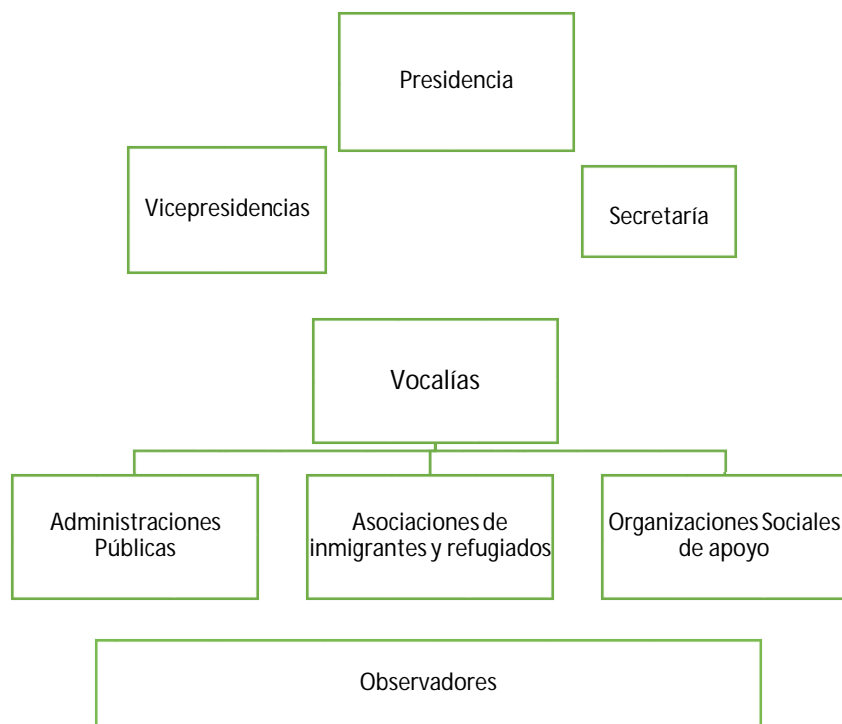 Presidencia
Vicepresidencias
Secretaría
Vocalías
Administraciones
Públicas
Asociaciones de
inmigrantes y refugiados
Organizaciones Sociales
de apoyo
Observadores